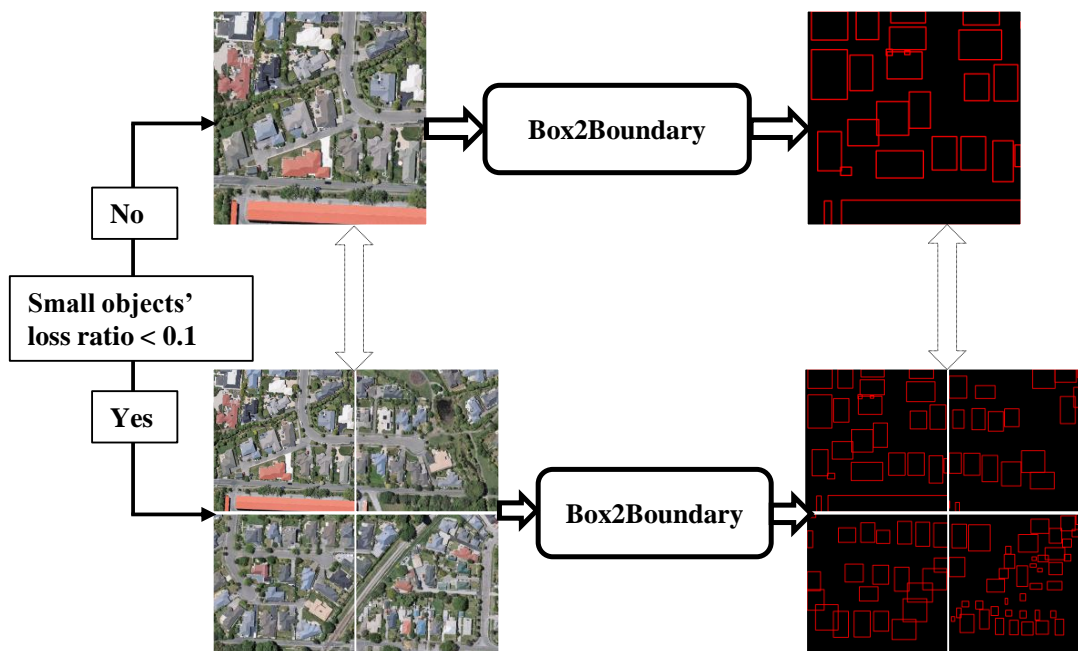 Box2Boundary
No
Small objects’
loss ratio < 0.1
Yes
Box2Boundary